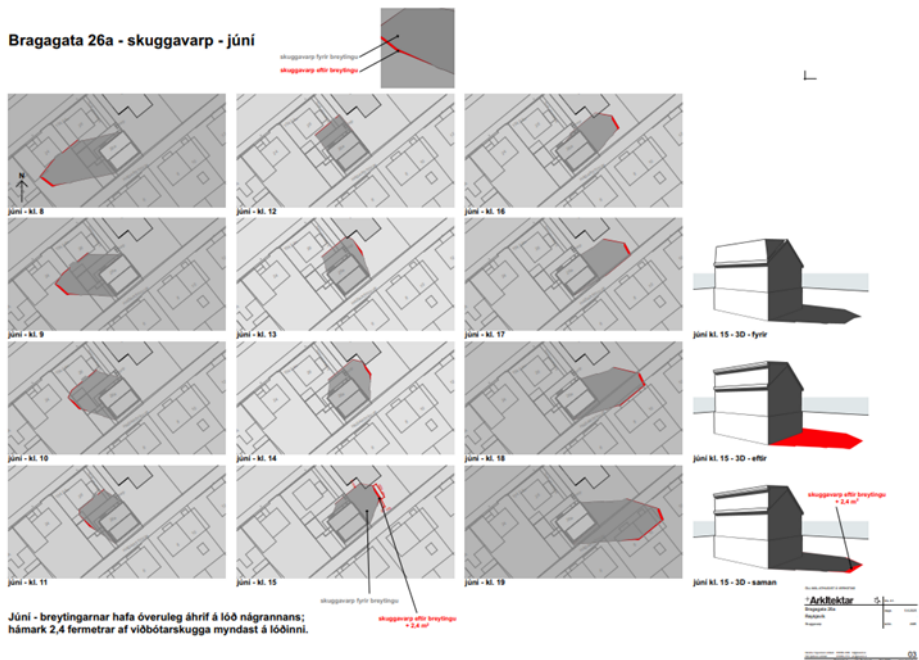 Bragagata 26a - skuggavarp - júní
skuggavarp fyrir breytingu
skuggavarp eftir breytingu
N
júní - kl. 8
júní - kl. 12
júní - kl. 16
júní - kl. 9
júní - kl. 13
júní - kl. 17
júní kl. 15 - 3D - fyrir
júní - kl. 10
júní - kl. 14
júní - kl. 18
júní kl. 15 - 3D - eftir
skuggavarp eftir breytingu
+ 2,4 m²
júní - kl. 11
júní - kl. 15
júní - kl. 19
júní kl. 15 - 3D - saman
skuggavarp fyrir breytingu
skuggavarp eftir breytingu
+ 2,4 m²
Júní - breytingarnar hafa óveruleg áhrif á lóð nágrannans;
hámark 2,4 fermetrar af viðbótarskugga myndast á lóðinni.
+Arkitektar
Bragagata 26a
Reykjavík
03